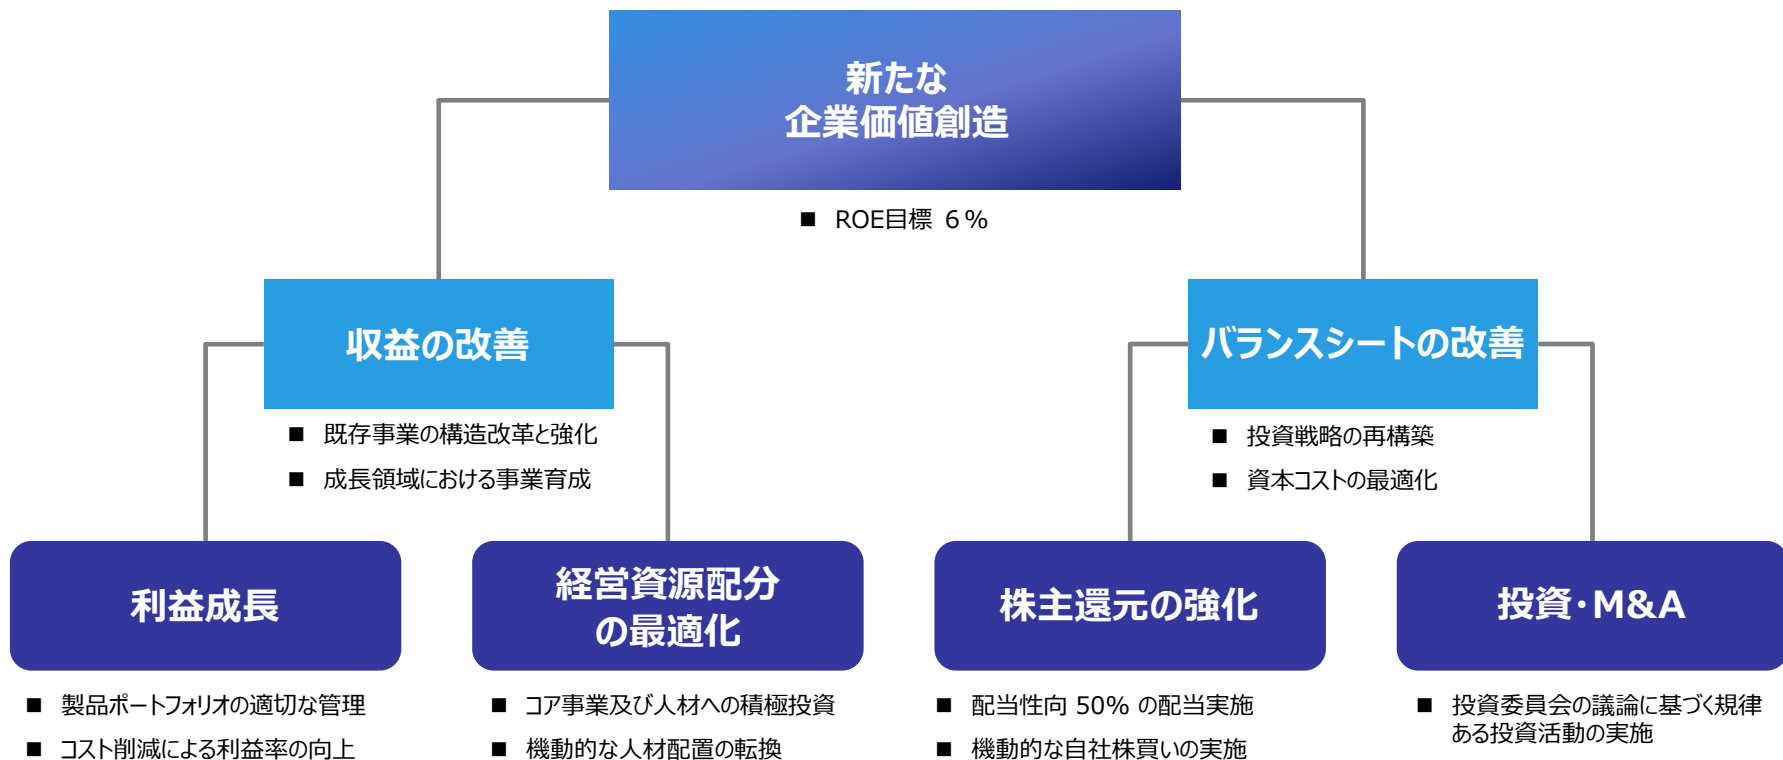 新たな
企業価値創造
■ ROE目標 6%
収益の改善
■ 既存事業の構造改革と強化
■ 成長領域における事業育成
バランスシートの改善
■ 投資戦略の再構築
■ 資本コストの最適化
利益成長
■ 製品ポートフォリオの適切な管理
■ コスト削減による利益率の向上
経営資源配分
の最適化
■ コア事業及び人材への積極投資
■ 機動的な人材配置の転換
株主還元の強化
■ 配当性向 50% の配当実施
■ 機動的な自社株買いの実施
投資・M&A
■ 投資委員会の議論に基づく規律
ある投資活動の実施